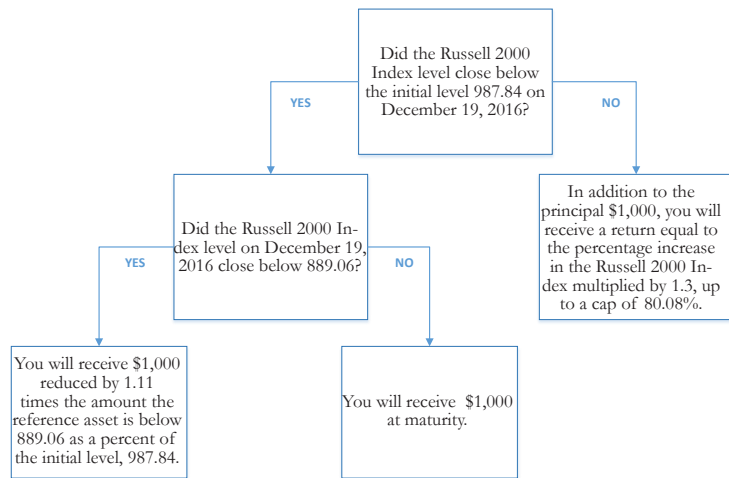 Did the Russell 2000
Index level close below
the initial level 987.84 on
December 19, 2016?
YES
NO
Did the Russell 2000 In-
dex level on December 19,
2016 close below 889.06?
In addition to the
principal $1,000, you will
receive a return equal to
the percentage increase
in the Russell 2000 In-
dex multiplied by 1.3, up
to a cap of 80.08%.
YES
NO
You will receive $1,000
reduced by 1.11
times the amount the
reference asset is below
889.06 as a percent of
the initial level, 987.84.
You will receive $1,000
at maturity.